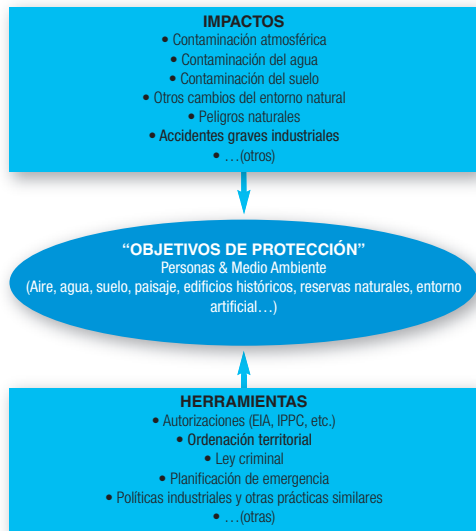 IMPACTOS
• Contaminación atmosférica
• Contaminación del agua
• Contaminación del suelo
• Otros cambios del entorno natural
• Peligros naturales
• Accidentes graves industriales
• …(otros)
“OBJETIVOS DE PROTECCIÓN”
Personas & Medio Ambiente
(Aire, agua, suelo, paisaje, edificios históricos, reservas naturales, entorno
artificial…)
HERRAMIENTAS
• Autorizaciones (EIA, IPPC, etc.)
• Ordenación territorial
• Ley criminal
• Planificación de emergencia
• Políticas industriales y otras prácticas similares
• …(otras)